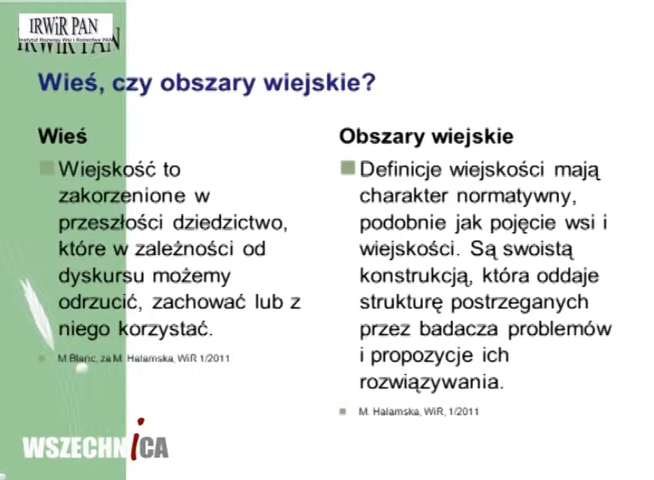 IRWiR PAN
Instytut Rozwoju Wsi i Rolnictwa PAN
IRWiR PAN
Wieś, czy obszary wiejskie?
Wieś
Wiejskość to
zakorzenione w
przeszłości dziedzictwo,
które w zależności od
dyskursu możemy
odrzucić, zachować lub z
niego korzystać.
M.Blanc, za M. Halamska, WiR 1/2011
Obszary wiejskie
Definicje wiejskości mają
charakter normatywny,
podobnie jak pojęcie wsi i
wiejskości. Są swoistą
konstrukcją, która oddaje
strukturę postrzeganych
przez badacza problemów
i propozycje ich
rozwiązywania.
M. Halamska, WiR, 1/2011
WSZECHNiCA